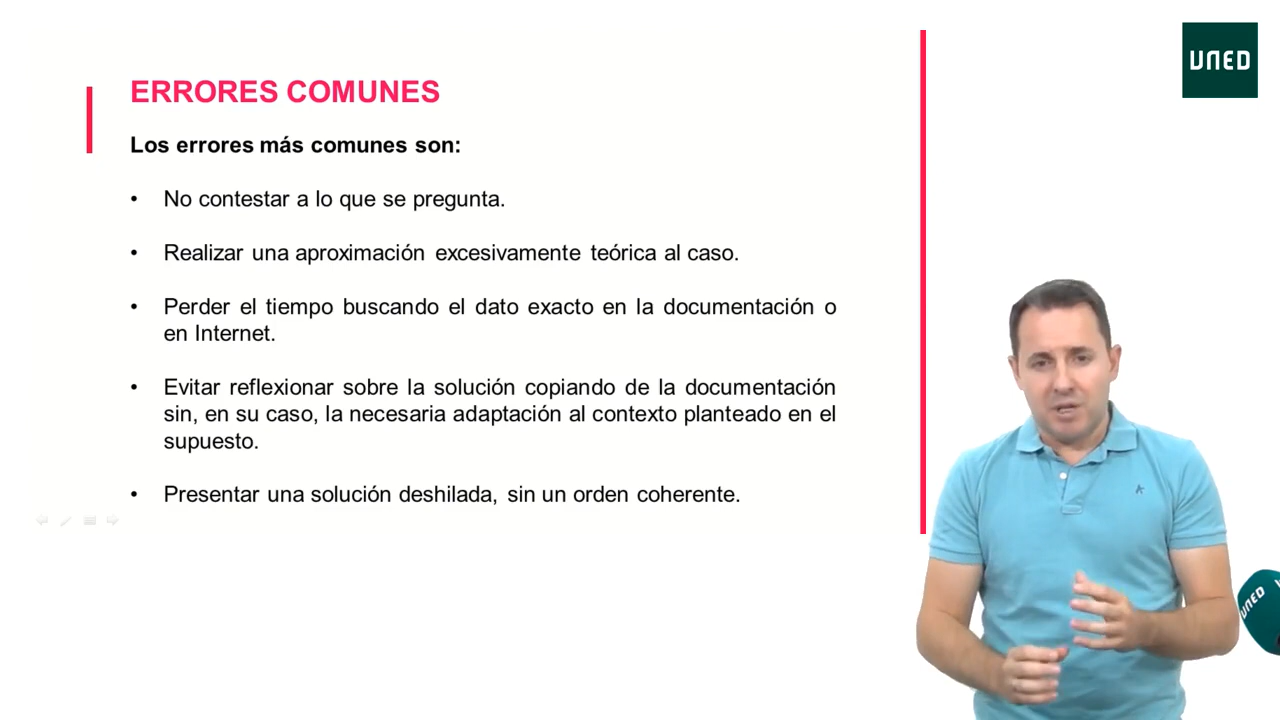 UNED
ERRORES COMUNES
Los errores más comunes son:
• No contestar a lo que se pregunta.
• Realizar una aproximación excesivamente teórica al caso.
• Perder el tiempo buscando el dato exacto en la documentación o
en Internet.
• Evitar reflexionar sobre la solución copiando de la documentación
sin, en su caso, la necesaria adaptación al contexto planteado en el
supuesto.
• Presentar una solución deshilada, sin un orden coherente.
UNED